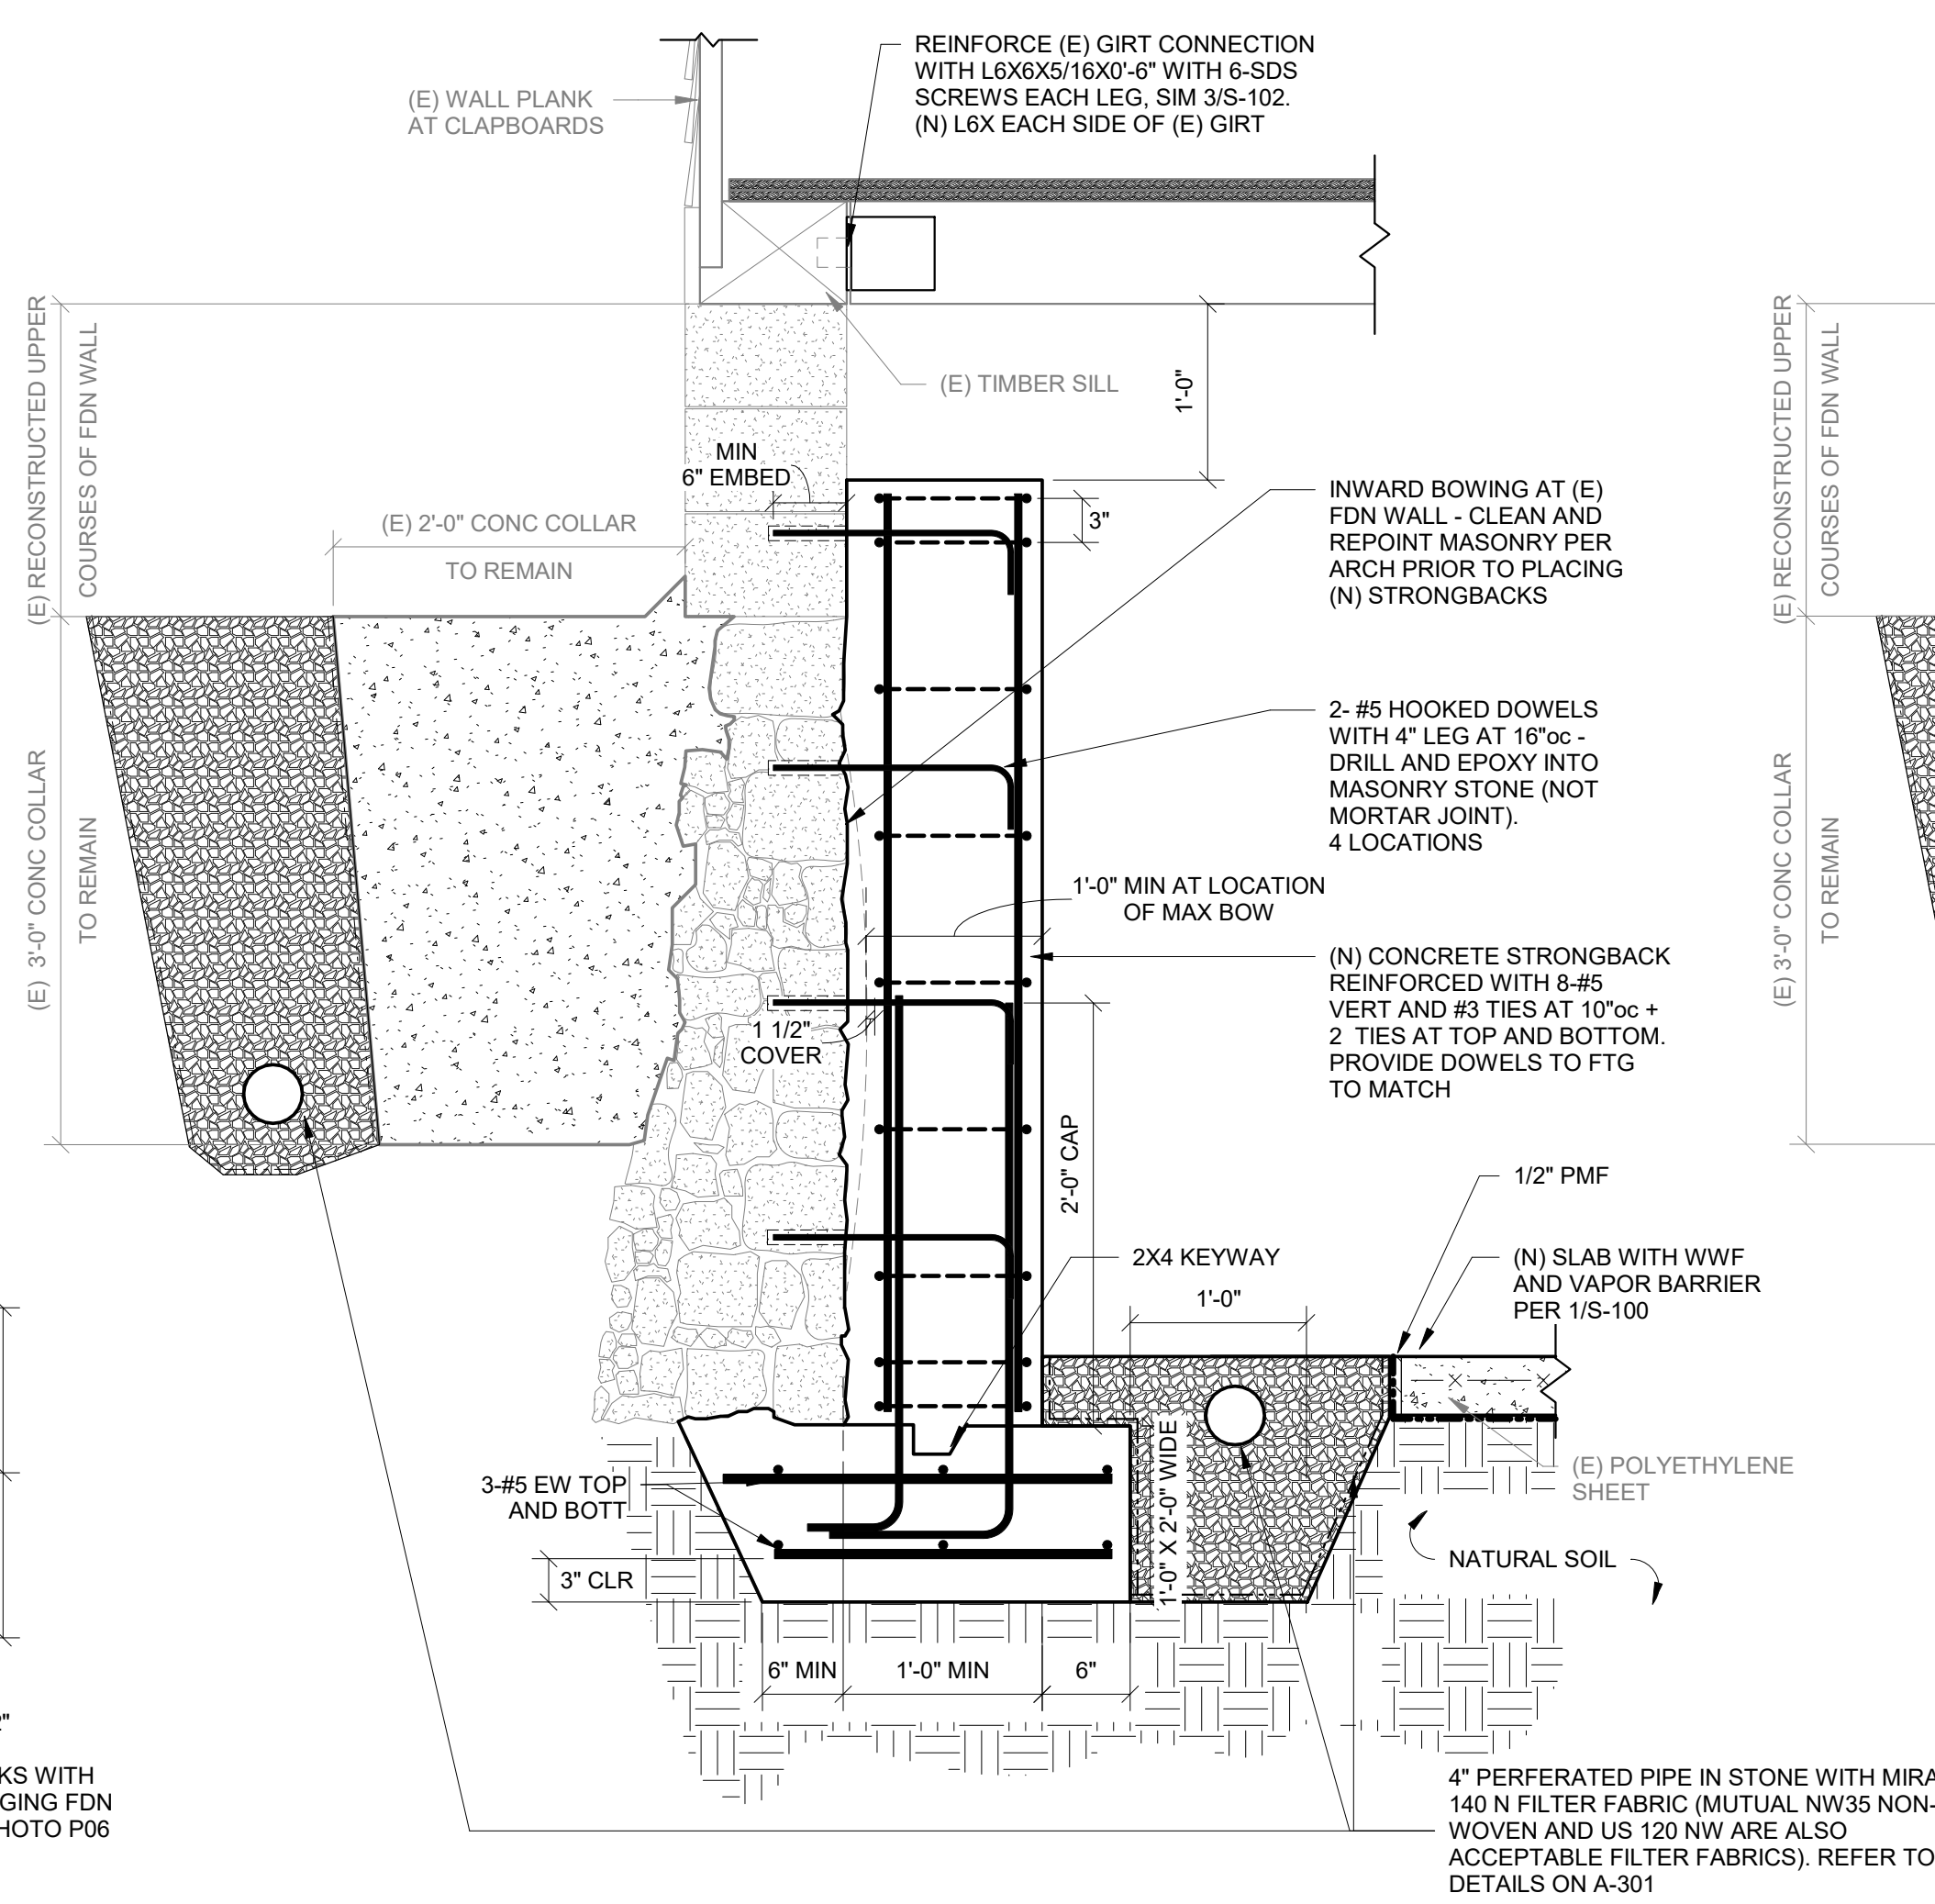 REINFORCE (E) GIRT CONNECTION
WITH L6X6X5/16X0'-6" WITH 6-SDS
SCREWS EACH LEG, SIM 3/S-102.
(N) L6X EACH SIDE OF (E) GIRT
(E) WALL PLANK
AT CLAPBOARDS
(E) RECONSTRUCTED UPPER
COURSES OF FDN WALL
(E) TIMBER SILL
1'-0"
MIN
6" EMBED
3"
(E) 2'-0" CONC COLLAR
TO REMAIN
INWARD BOWING AT (E)
FDN WALL - CLEAN AND
REPOINT MASONRY PER
ARCH PRIOR TO PLACING
(N) STRONGBACKS
(E) RECONSTRUCTED UPPER
COURSES OF FDN WALL
2- #5 HOOKED DOWELS
WITH 4" LEG AT 16"oc -
DRILL AND EPOXY INTO
MASONRY STONE (NOT
MORTAR JOINT).
4 LOCATIONS
(E) 3'-0" CONC COLLAR
TO REMAIN
1'-0" MIN AT LOCATION
OF MAX BOW
(E) 3'-0" CONC COLLAR
TO REMAIN
(N) CONCRETE STRONGBACK
REINFORCED WITH 8-#5
VERT AND #3 TIES AT 10"oc +
2 TIES AT TOP AND BOTTOM.
PROVIDE DOWELS TO FTG
TO MATCH
1 1/2"
COVER
2'-0" CAP
1/2" PMF
2X4 KEYWAY
1'-0"
(N) SLAB WITH WWF
AND VAPOR BARRIER
PER 1/S-100
3-#5 EW TOP
AND BOTT
1'-0" X 2'-0" WIDE
(E) POLYETHYLENE
SHEET
NATURAL SOIL
3" CLR
6" MIN
1'-0" MIN
6"
"
KS WITH
GING FDN
HOTO P06
4" PERFERATED PIPE IN STONE WITH MIRA
140 N FILTER FABRIC (MUTUAL NW35 NON-
WOVEN AND US 120 NW ARE ALSO
ACCEPTABLE FILTER FABRICS). REFER TO
DETAILS ON A-301